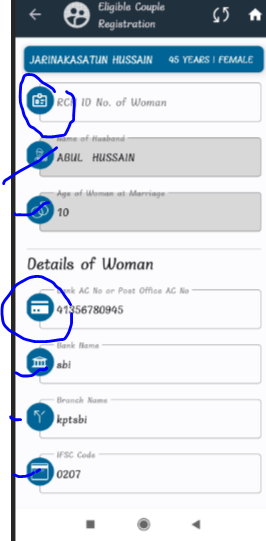 Eligible Couple
Registration
JARINAKASATUN HUSSAIN 45 YEARS | FEMALE
RCH ID No. of Woman
Name of Husband
ABUL HUSSAIN
Age of Woman at Marriage
10
Details of Woman
Bank AC No or Post Office AC No
41356780945
Bank Name
sbi
Branch Name
kptsbi
IFSC Code
0207